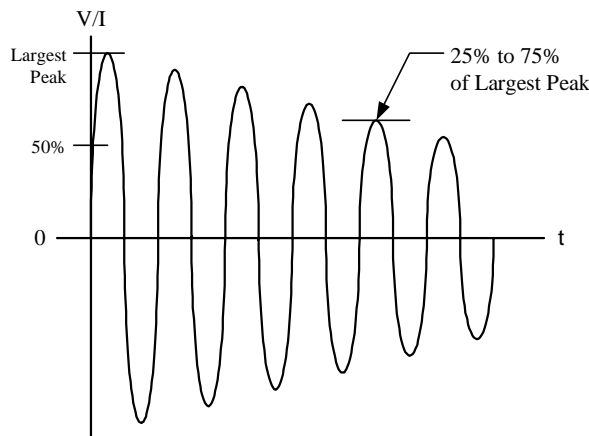 V/I
Largest
Peak
25% to 75%
of Largest Peak
50%
0
t